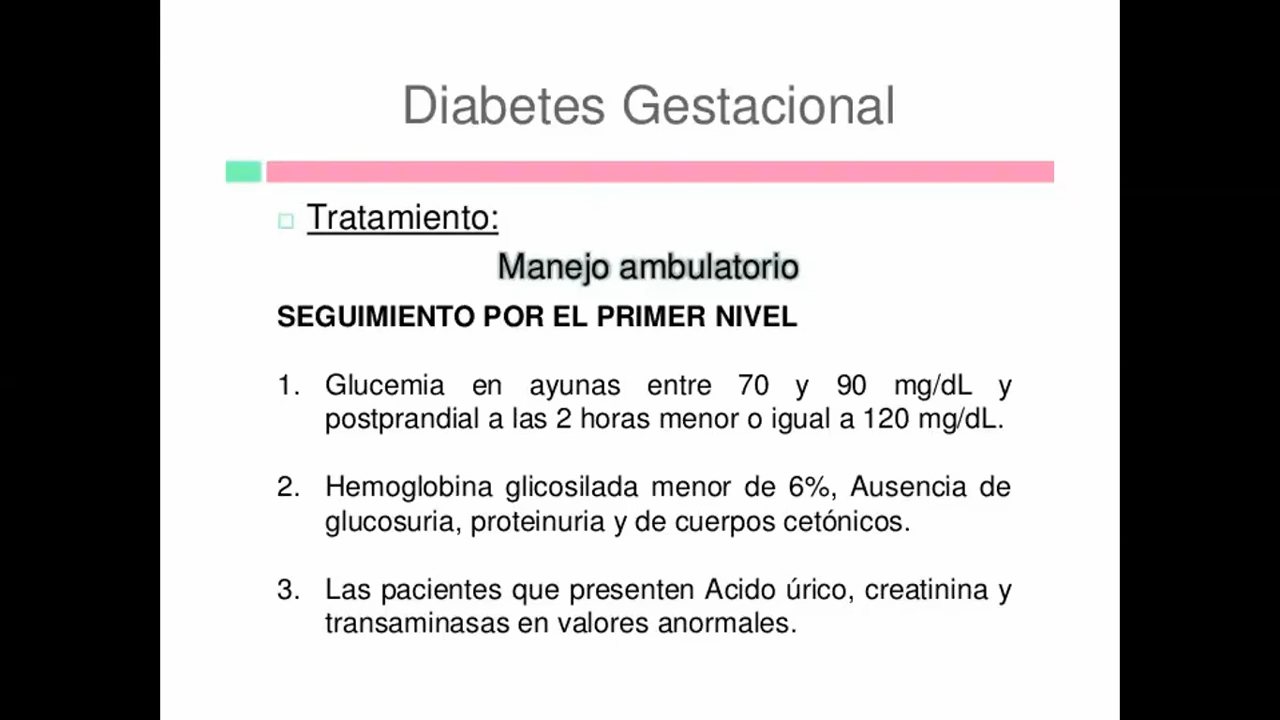 Diabetes Gestacional
Tratamiento:
Manejo ambulatorio
SEGUIMIENTO POR EL PRIMER NIVEL
1. Glucemia en ayunas entre 70 y 90 mg/dL y
postprandial a las 2 horas menor o igual a 120 mg/dL.
2. Hemoglobina glicosilada menor de 6%, Ausencia de
glucosuria, proteinuria y de cuerpos cetónicos.
3. Las pacientes que presenten Acido úrico, creatinina y
transaminasas en valores anormales.